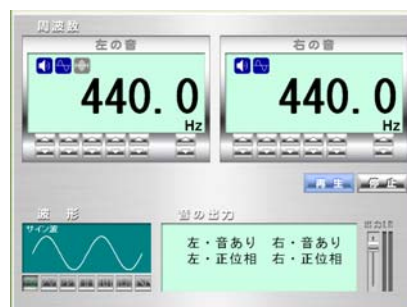 周波数
左の音
右の音
440.0
Hz
440.0
Hz
再生
停止
波 形
音の出力
サイン波
左・音あり 右・音あり
左・正位相 右・正位相